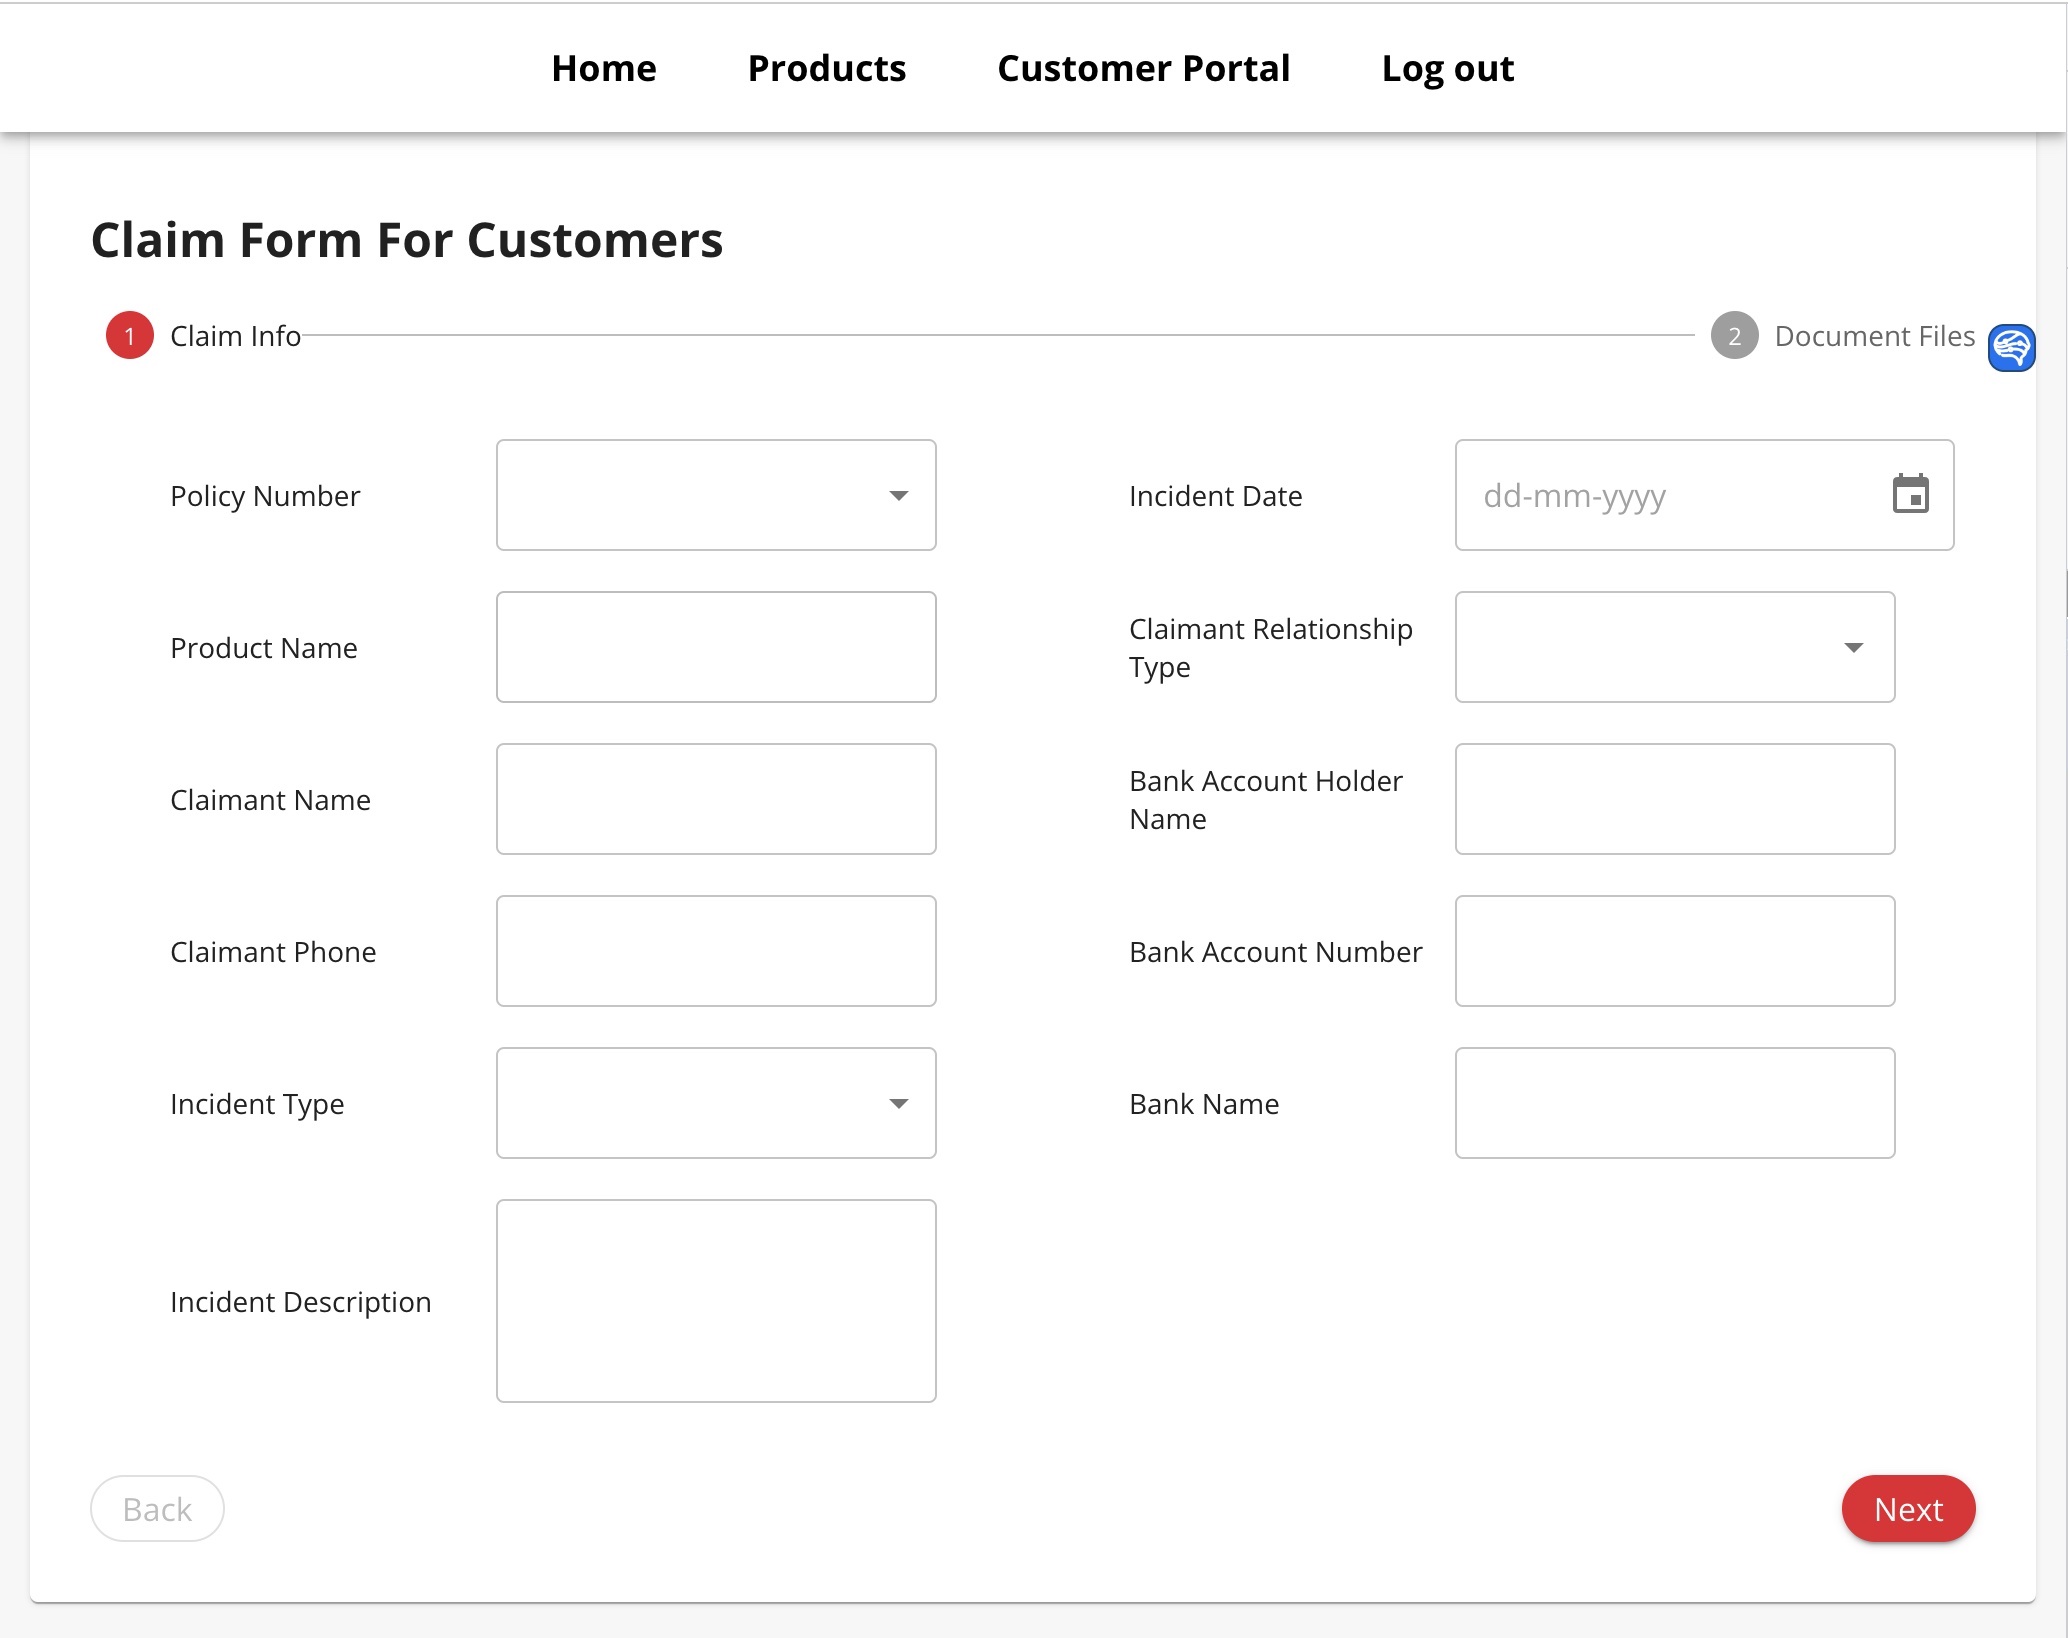 Home Products Customer Portal Log out
Claim Form For Customers
1 Claim Info 2 Document Files
Policy Number
Incident Date dd-mm-yyyy
Product Name
Claimant Relationship
Type
Claimant Name
Bank Account Holder
Name
Claimant Phone
Bank Account Number
Incident Type
Bank Name
Incident Description
Back Next